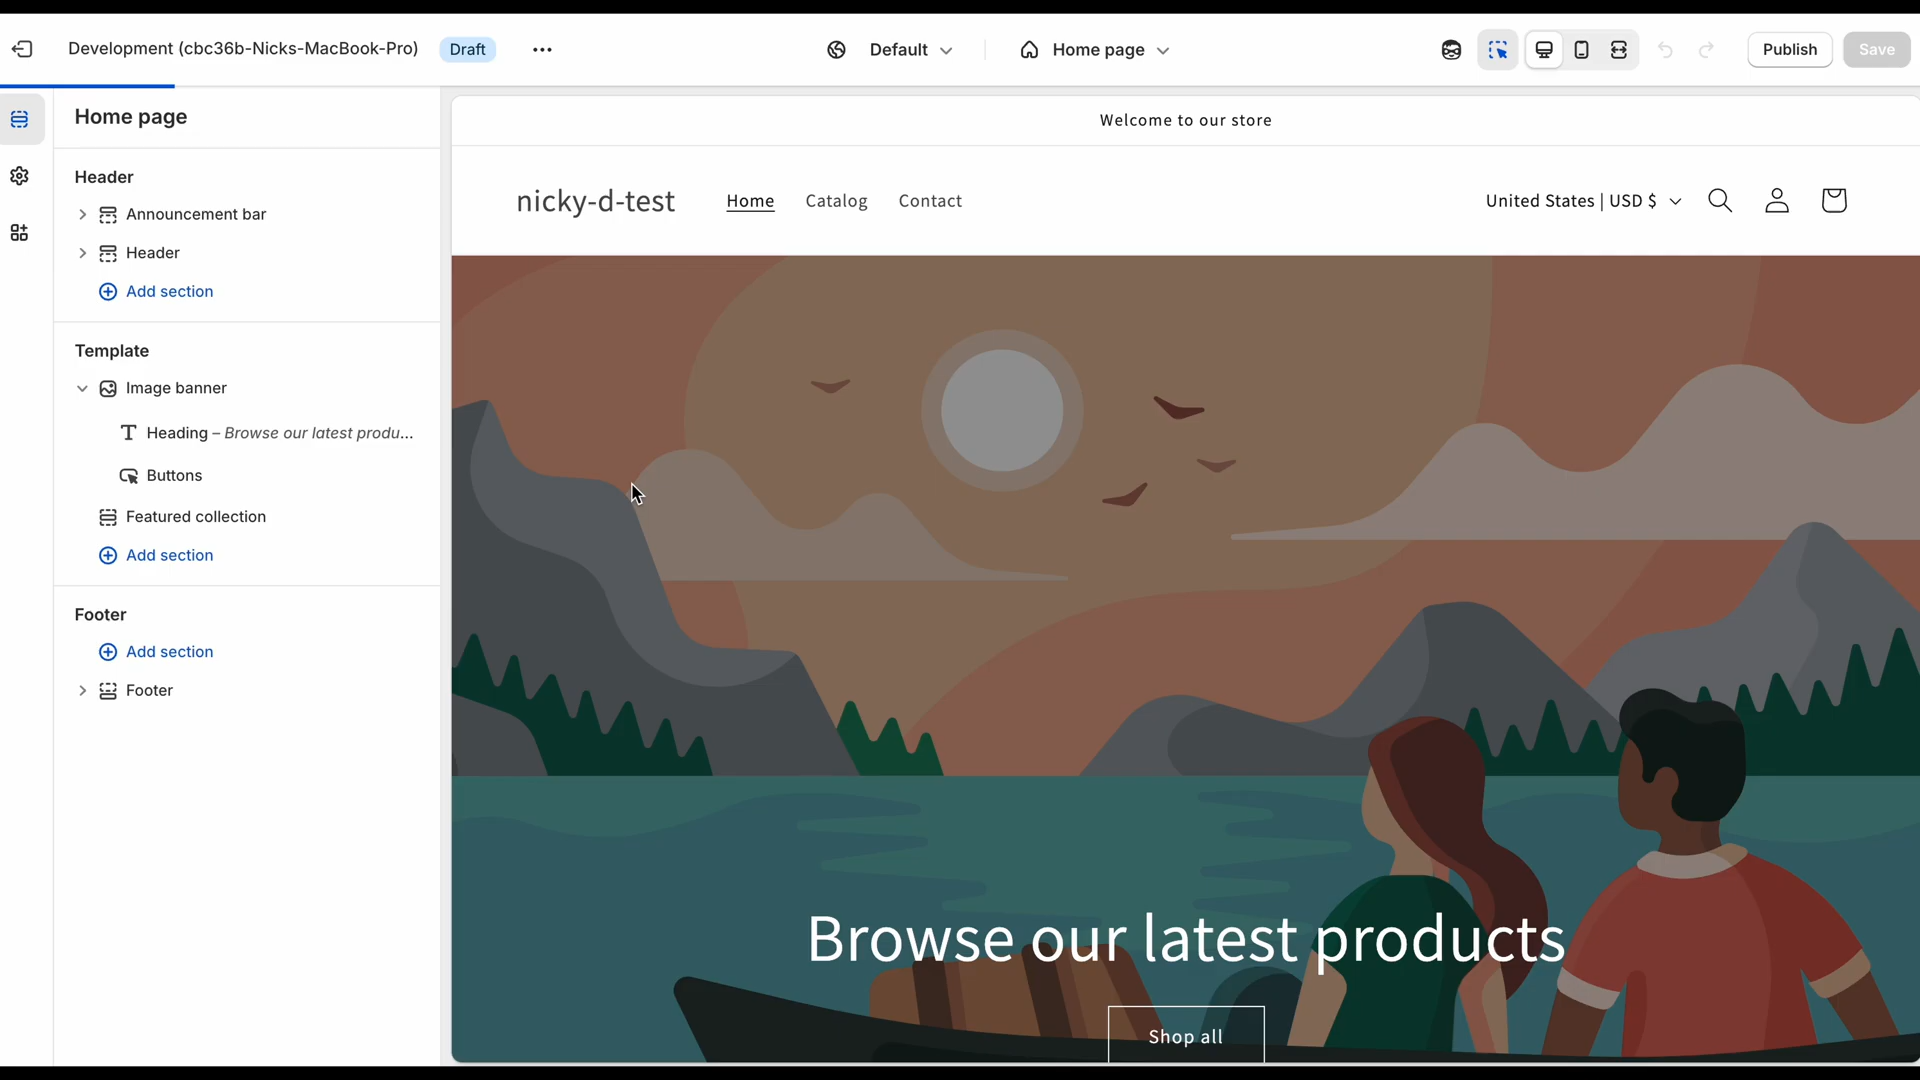 Development (cbc36b-Nicks-MacBook-Pro) Draft Default Home page Publish Save
Home page
Header
Announcement bar
Header
Add section
Template
Image banner
Heading – Browse our latest produ...
Buttons
Featured collection
Add section
Footer
Add section
Footer
Welcome to our store
nicky-d-test Home Catalog Contact United States | USD $
Browse our latest products
Shop all